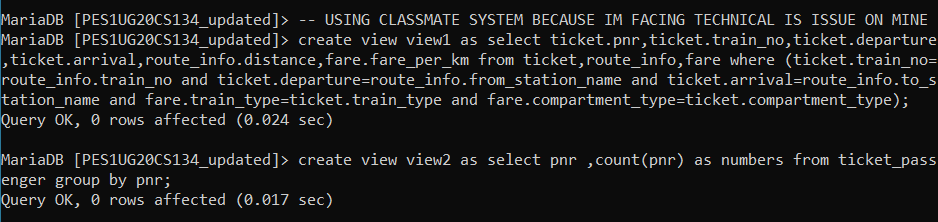 MariaDB [PES1UG20CS134_updated]> -- USING CLASSMATE SYSTEM BECAUSE IM FACING TECHNICAL IS ISSUE ON MINE
MariaDB [PES1UG20CS134_updated]> create view view1 as select ticket.pnr,ticket.train_no,ticket.departure
,ticket.arrival,route_info.distance,fare.fare_per_km from ticket,route_info,fare where (ticket.train_no=
route_info.train_no and ticket.departure=route_info.from_station_name and ticket.arrival=route_info.to_s
tation_name and fare.train_type=ticket.train_type and fare.compartment_type=ticket.compartment_type);
Query OK, 0 rows affected (0.024 sec)
MariaDB [PES1UG20CS134_updated]> create view view2 as select pnr ,count(pnr) as numbers from ticket_pass
enger group by pnr;
Query OK, 0 rows affected (0.017 sec)